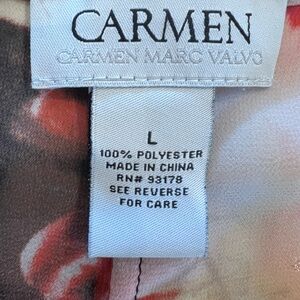 CARMEN
CARMEN MARC VALVO
L
100% POLYESTER
MADE IN CHINA
RN# 93178
SEE REVERSE
FOR CARE